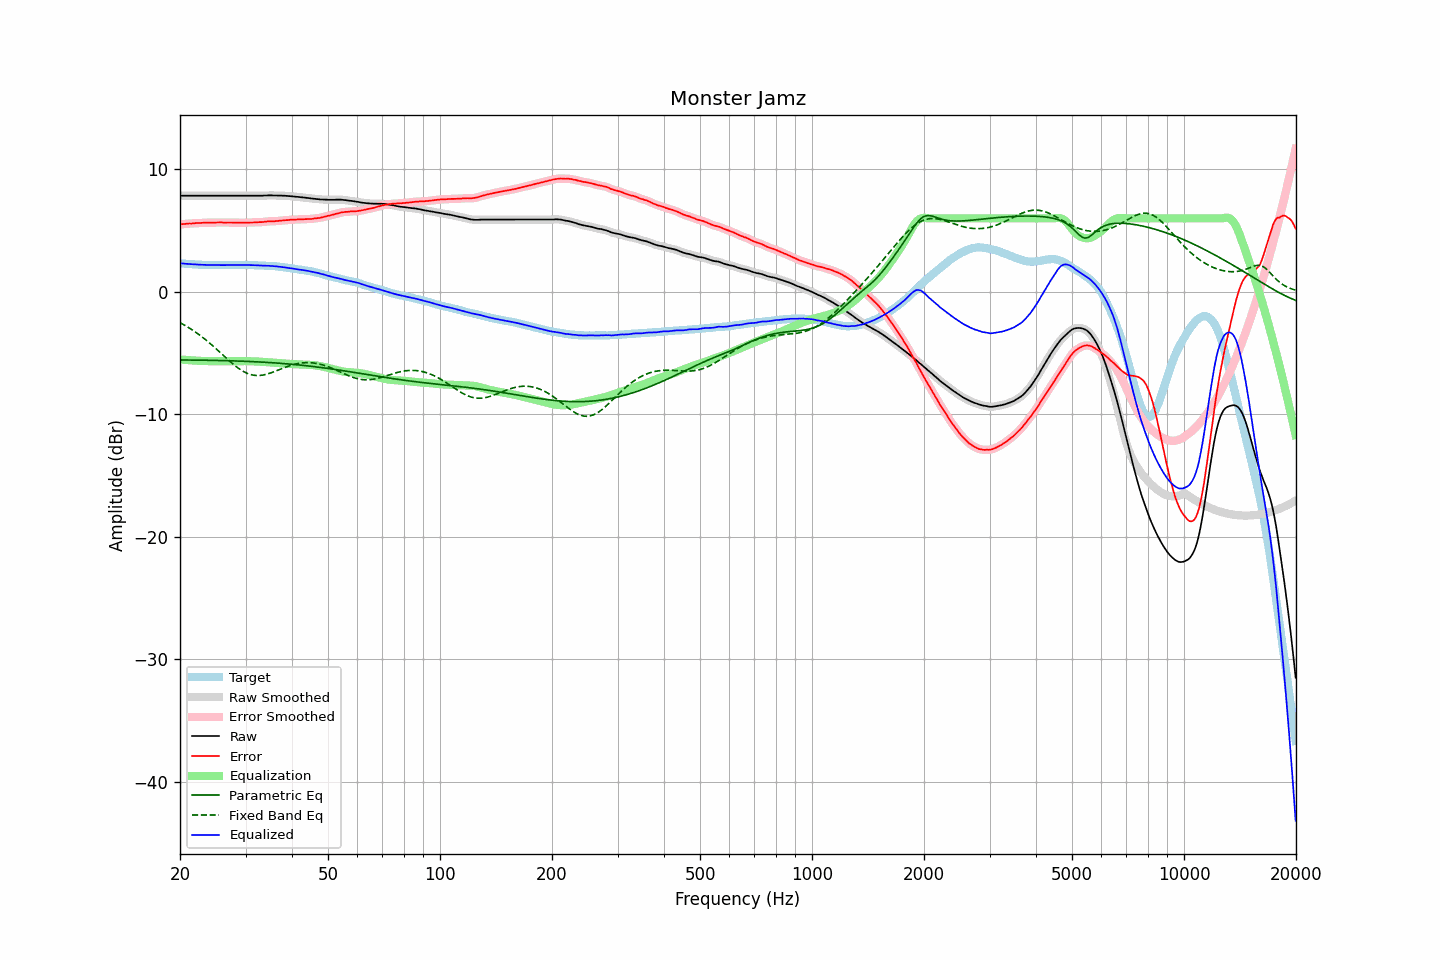 Monster Jamz
10
0
−10
−20
−30
−40
Amplitude (dBr)
Target
Raw Smoothed
Error Smoothed
Raw
Error
Equalization
Parametric Eq
Fixed Band Eq
Equalized
20 50 100 200 500 1000 2000 5000 10000 20000
Frequency (Hz)